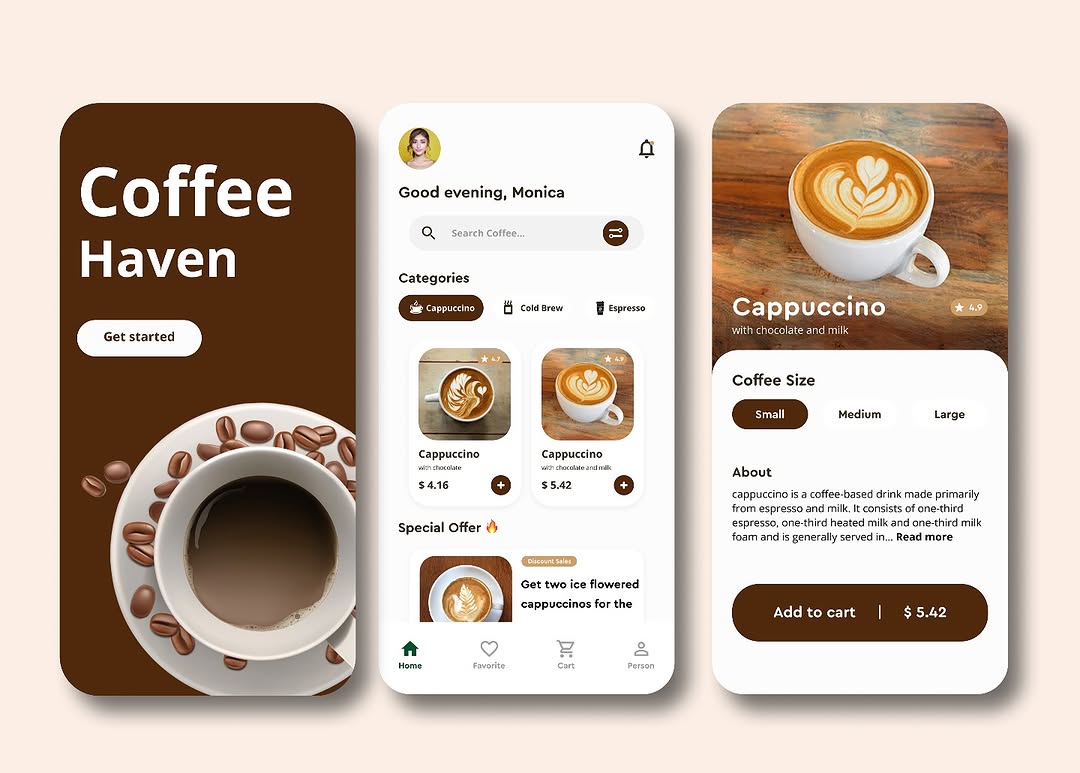 Coffee
Haven
Get started
Good evening, Monica
Search Coffee...
Categories
Cappuccino
Cold Brew
Espresso
4.7
4.9
Cappuccino
with chocolate
$ 4.16
Cappuccino
with chocolate and milk
$ 5.42
Special Offer 🔥
Discount Sales
Get two ice flowered
cappuccinos for the
Home
Favorite
Cart
Person
Cappuccino
4.9
with chocolate and milk
Coffee Size
Small
Medium
Large
About
cappuccino is a coffee-based drink made primarily
from espresso and milk. It consists of one-third
espresso, one-third heated milk and one-third milk
foam and is generally served in... Read more
Add to cart | $ 5.42